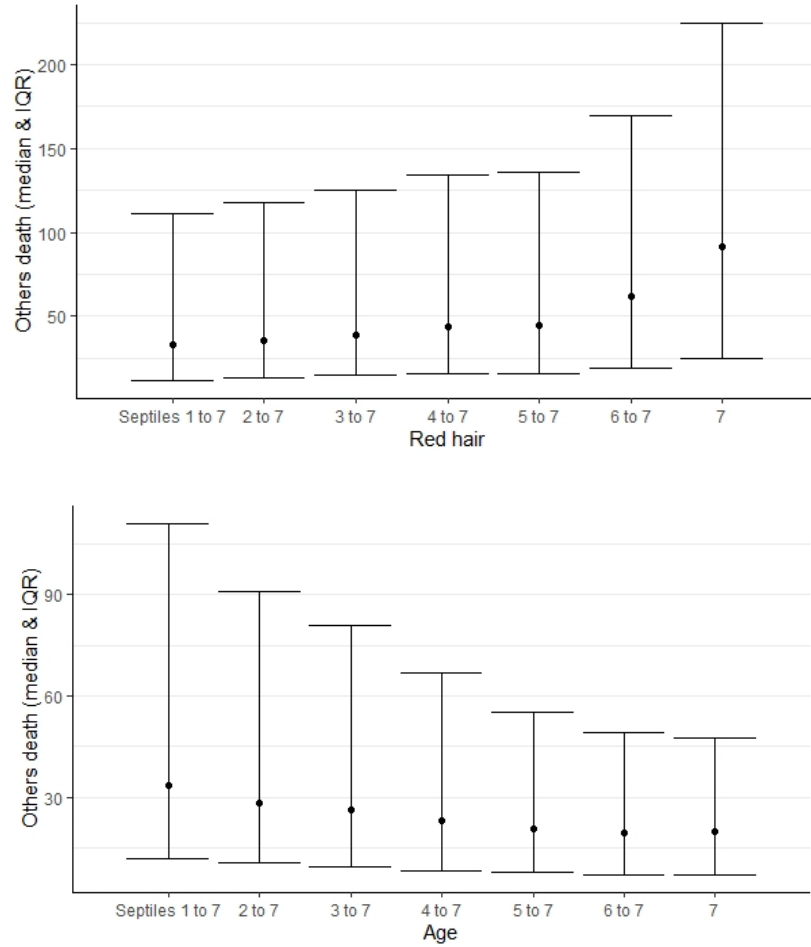 Others death (median & IQR)
200
150
100
50
Septiles 1 to 7 2 to 7 3 to 7 4 to 7 5 to 7 6 to 7 7
Red hair
Others death (median & IQR)
90
60
30
Septiles 1 to 7 2 to 7 3 to 7 4 to 7 5 to 7 6 to 7 7
Age